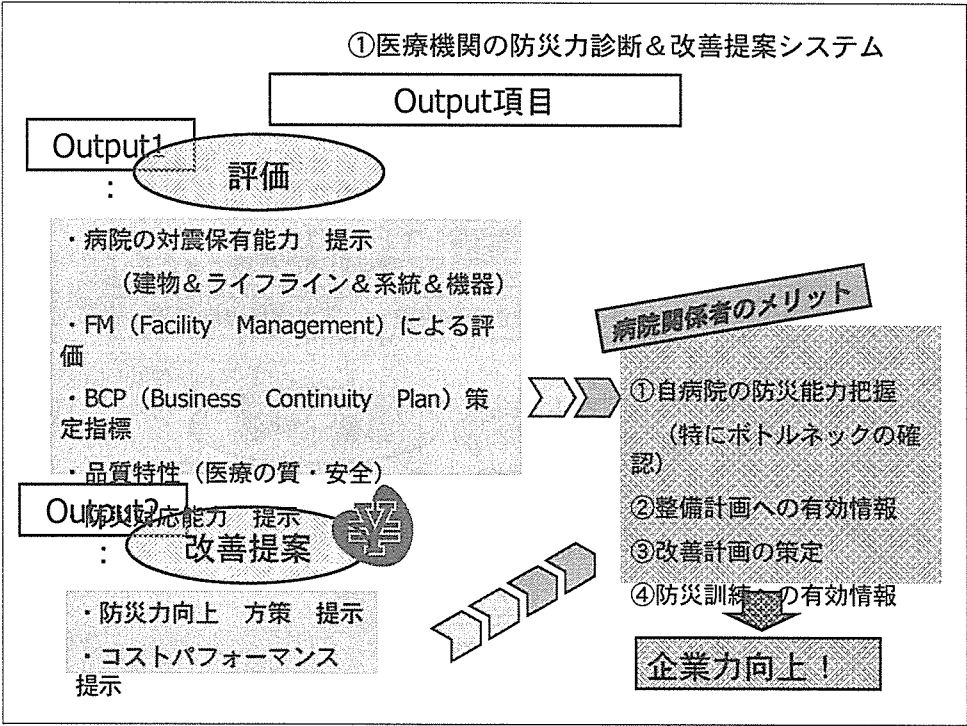 ①医療機関の防災力診断＆改善提案システム
Output項目
Output1
：
評価
・病院の対震保有能力　提示
（建物＆ライフライン＆系統＆機器）
・FM（Facility　Management）による評
価
・BCP（Business　Continuity　Plan）策
定指標
・品質特性（医療の質・安全）
対応能力　提示
Output2
：
改善提案
・防災力向上　方策　提示
・コストパフォーマンス
提示
病院関係者のメリット
①自病院の防災能力把握
（特にボトルネックの確
認）
②整備計画への有効情報
③改善計画の策定
④防災訓練への有効情報
企業力向上！